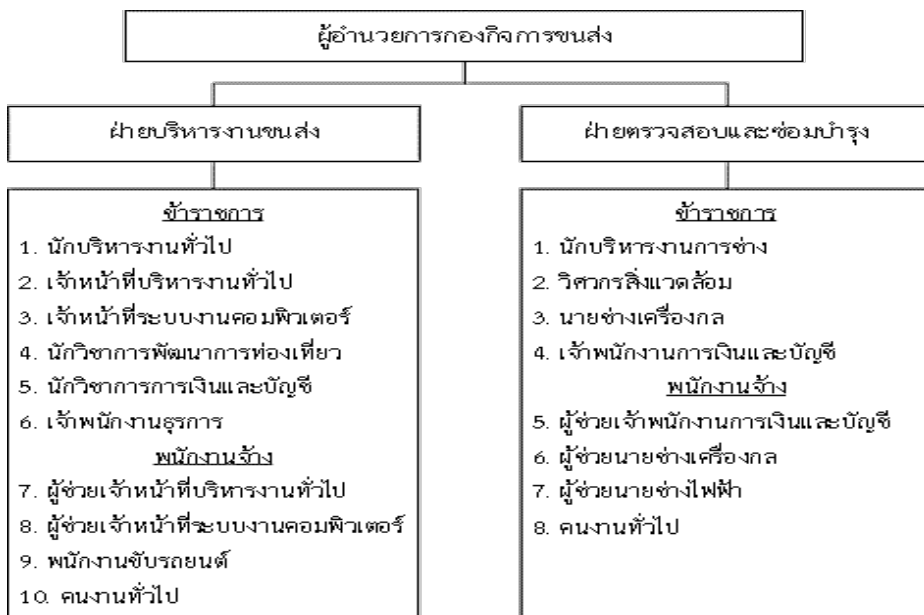 ผู้อำนวยการกองกิจการขนส่ง
ฝ่ายบริหารงานขนส่ง
ข้าราชการ
1. นักบริหารงานทั่วไป
2. เจ้าหน้าที่บริหารงานทั่วไป
3. เจ้าหน้าที่ระบบงานคอมพิวเตอร์
4. นักวิชาการพัฒนาการท่องเที่ยว
5. นักวิชาการการเงินและบัญชี
6. เจ้าพนักงานธุรการ
พนักงานจ้าง
7. ผู้ช่วยเจ้าหน้าที่บริหารงานทั่วไป
8. ผู้ช่วยเจ้าหน้าที่ระบบงานคอมพิวเตอร์
9. พนักงานขับรถยนต์
10. คนงานทั่วไป
ฝ่ายตรวจสอบและซ่อมบำรุง
ข้าราชการ
1. นักบริหารงานการช่าง
2. วิศวกรสิ่งแวดล้อม
3. นายช่างเครื่องกล
4. เจ้าพนักงานการเงินและบัญชี
พนักงานจ้าง
5. ผู้ช่วยเจ้าพนักงานการเงินและบัญชี
6. ผู้ช่วยนายช่างเครื่องกล
7. ผู้ช่วยนายช่างไฟฟ้า
8. คนงานทั่วไป